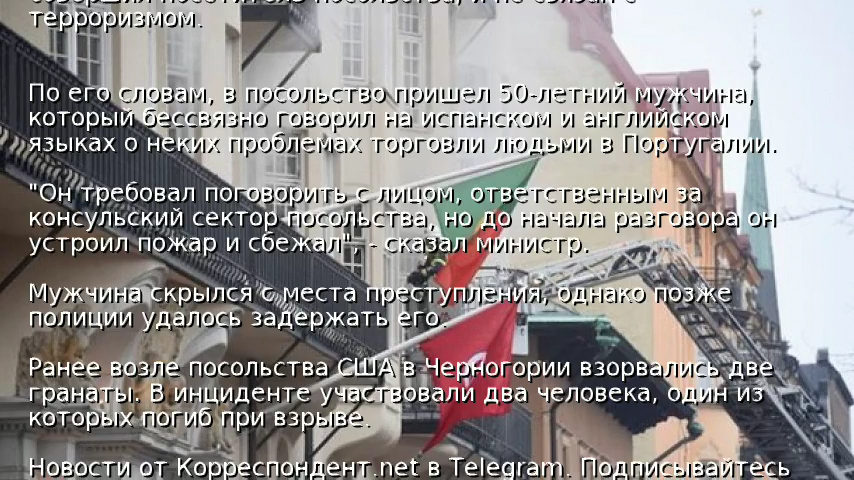 терроризмом.
По его словам, в посольство пришел 50-летний мужчина,
который бессвязно говорил на испанском и английском
языках о неких проблемах торговли людьми в Португалии.
"Он требовал поговорить с лицом, ответственным за
консульский сектор посольства, но до начала разговора он
устроил пожар и сбежал", - сказал министр.
Мужчина скрылся с места преступления, однако позже
полиции удалось задержать его.
Ранее возле посольства США в Черногории взорвались две
гранаты. В инциденте участвовали два человека, один из
которых погиб при взрыве.
Новости от Корреспондент.net в Telegram. Подписывайтесь